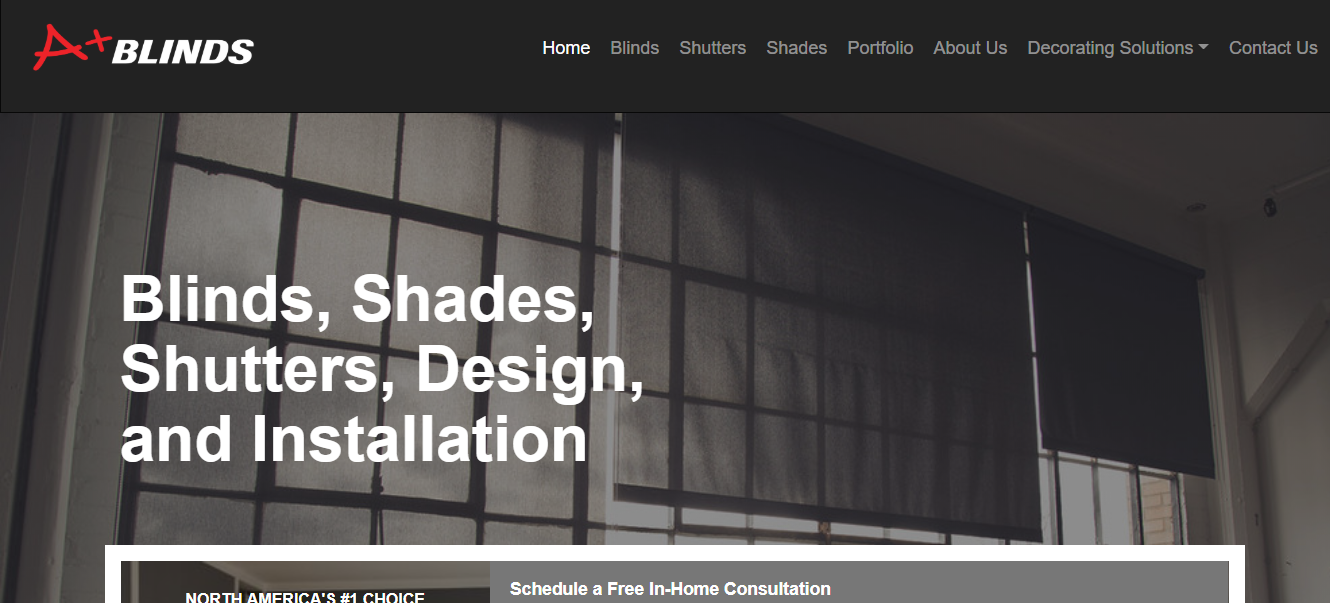 A+ BLINDS
Home Blinds Shutters Shades Portfolio About Us Decorating Solutions Contact Us
Blinds, Shades,
Shutters, Design,
and Installation
NORTH AMERICA'S #1 CHOICE
Schedule a Free In-Home Consultation